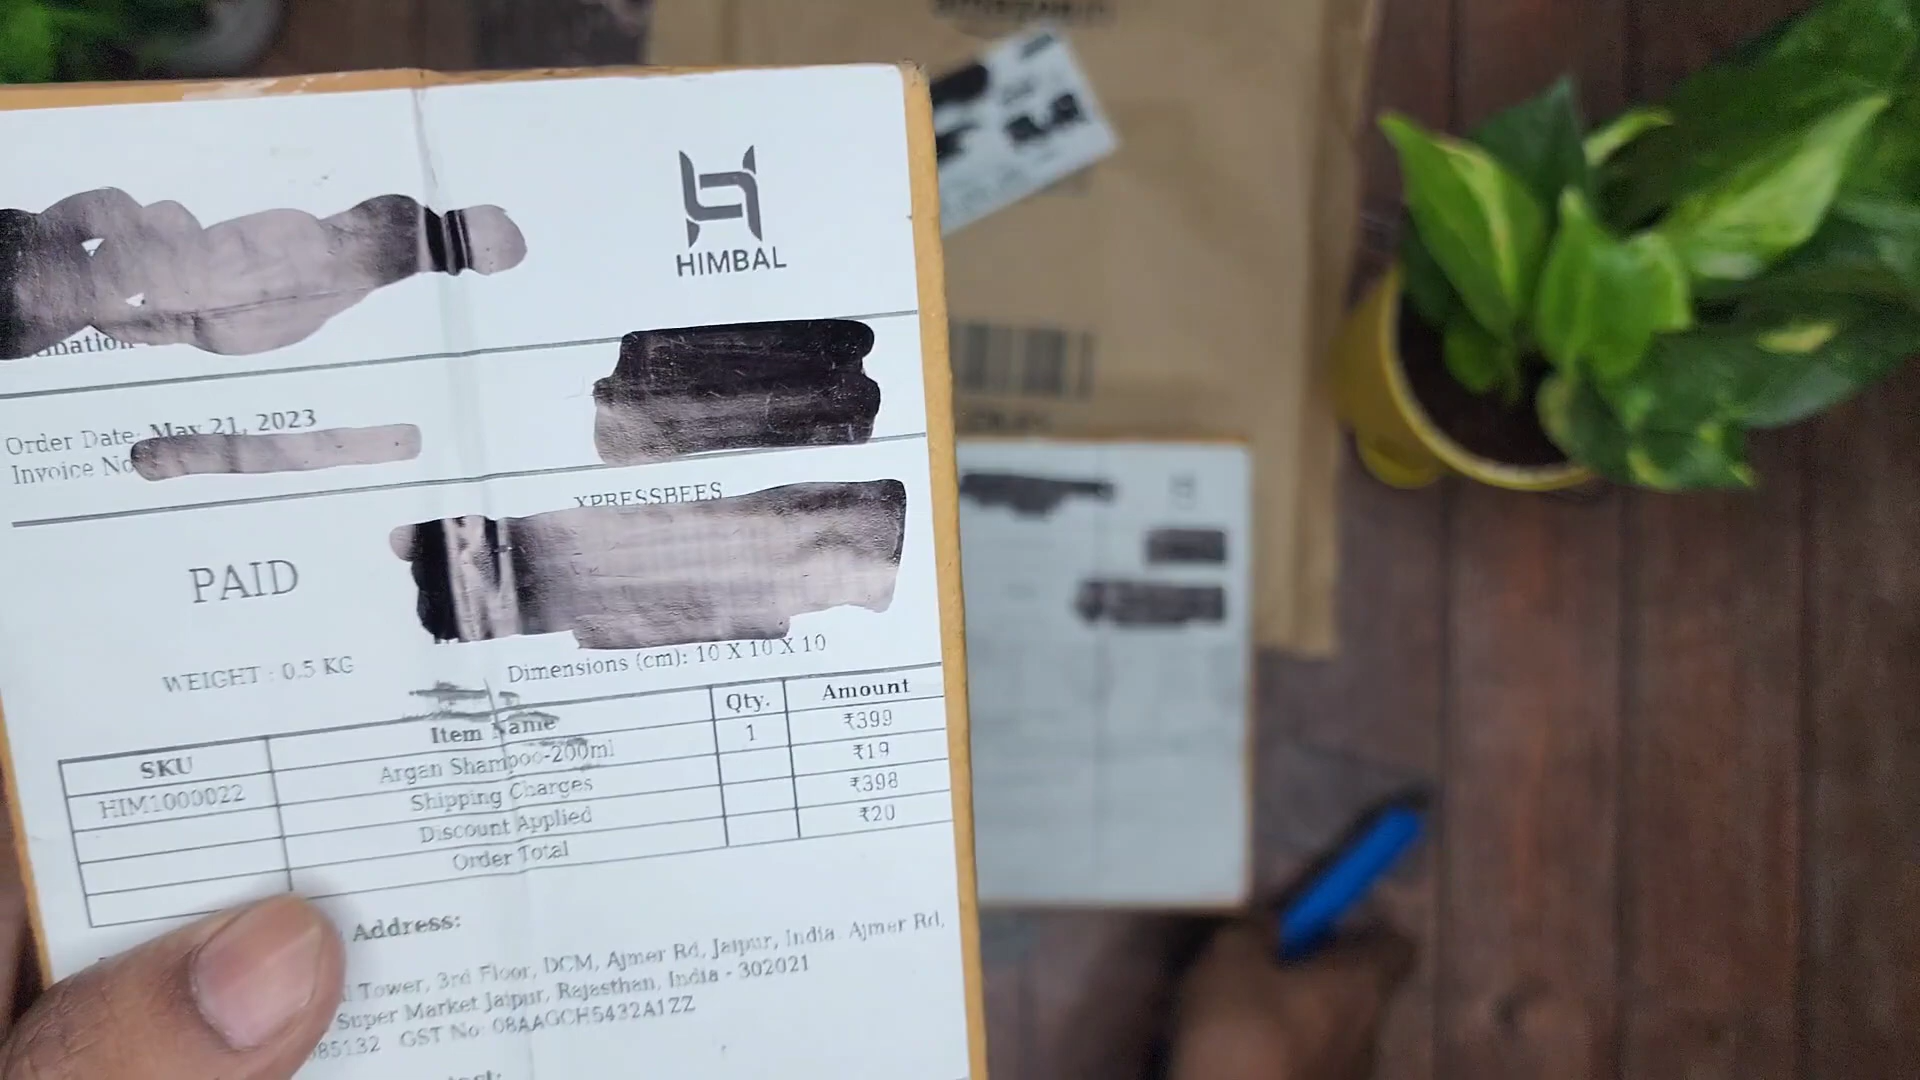 HIMBAL
Order Date: May 21, 2023
Invoice No
XPRESSBEES
PAID
WEIGHT : 0.5 KG
Dimensions (cm): 10 X 10 X 10
SKU Item Name Qty. Amount
HIM1000022 Argan Shampoo-200ml 1 ₹399
Shipping Charges ₹19
Discount Applied ₹398
Order Total ₹20
Address:
Tower, 3rd Floor, DCM, Ajmer Rd, Jaipur, India. Ajmer Rd,
Super Market Jaipur, Rajasthan, India - 302021
85132 GST No: 08AAGCH5432A1ZZ